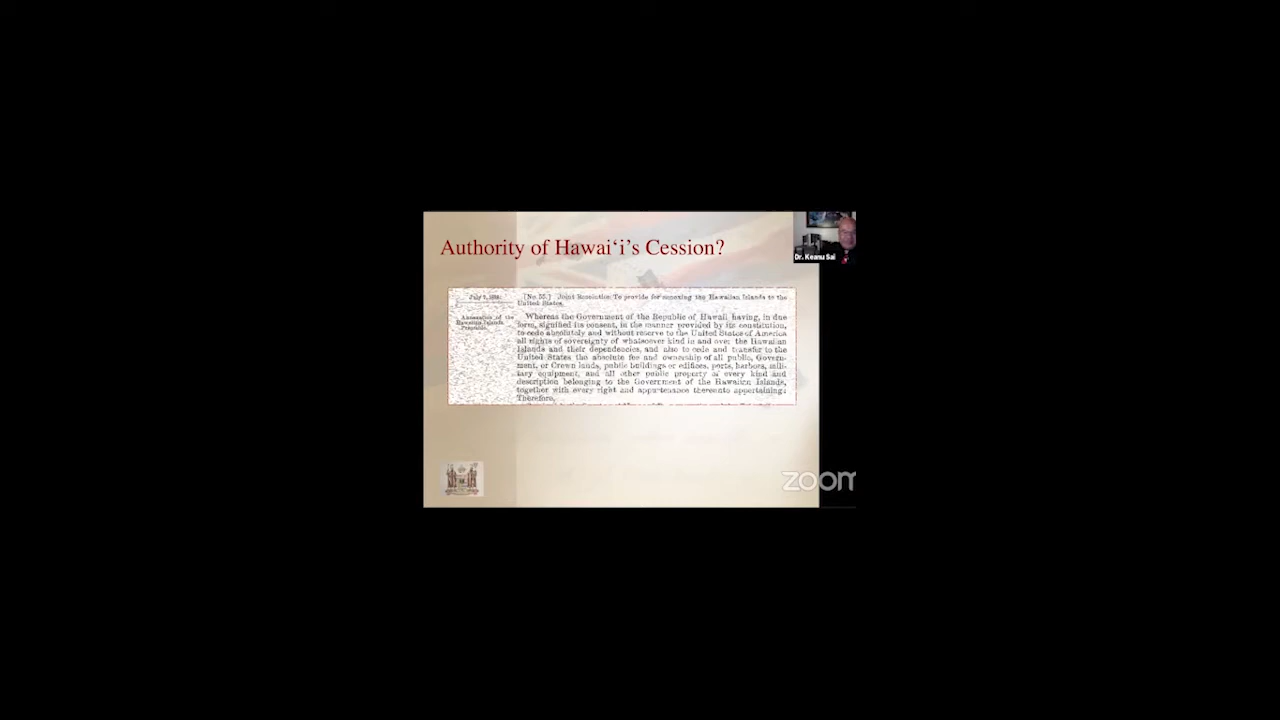 Authority of Hawai‘i’s Cession?
Dr. Keanu Sai
July 7, 1898.
[No. 55.] Joint Resolution To provide for annexing the Hawaiian Islands to the
United States.
Annexation of the
Hawaiian Islands.
Preamble.
Whereas the Government of the Republic of Hawaii having, in due
form, signified its consent, in the manner provided by its constitution,
to cede absolutely and without reserve to the United States of America
all rights of sovereignty of whatsoever kind in and over the Hawaiian
Islands and their dependencies, and also to cede and transfer to the
United States the absolute fee and ownership of all public, Govern-
ment, or Crown lands, public buildings or edifices, ports, harbors, mili-
tary equipment, and all other public property of every kind and
description belonging to the Government of the Hawaiian Islands,
together with every right and appurtenance thereunto appertaining:
Therefore,
zoom